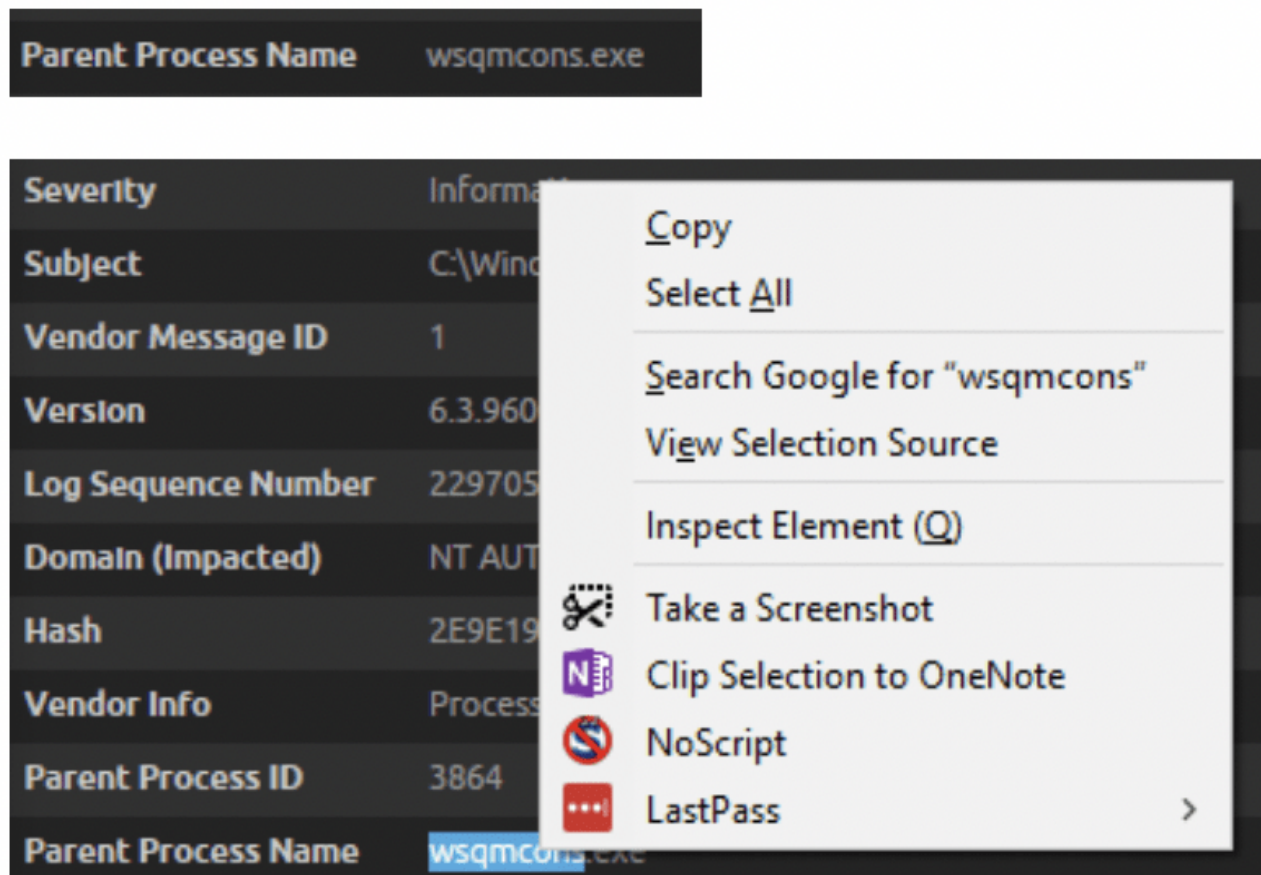 Parent Process Name wsqmcons.exe
Severity Informa
Subject C:\Wind
Vendor Message ID 1
Version 6.3.960
Log Sequence Number 229705
Domain (Impacted) NT AUT
Hash 2E9E19
Vendor Info Process
Parent Process ID 3864
Parent Process Name wsqmcons.exe
Copy
Select All
Search Google for “wsqmcons”
View Selection Source
Inspect Element (Q)
Take a Screenshot
Clip Selection to OneNote
NoScript
LastPass